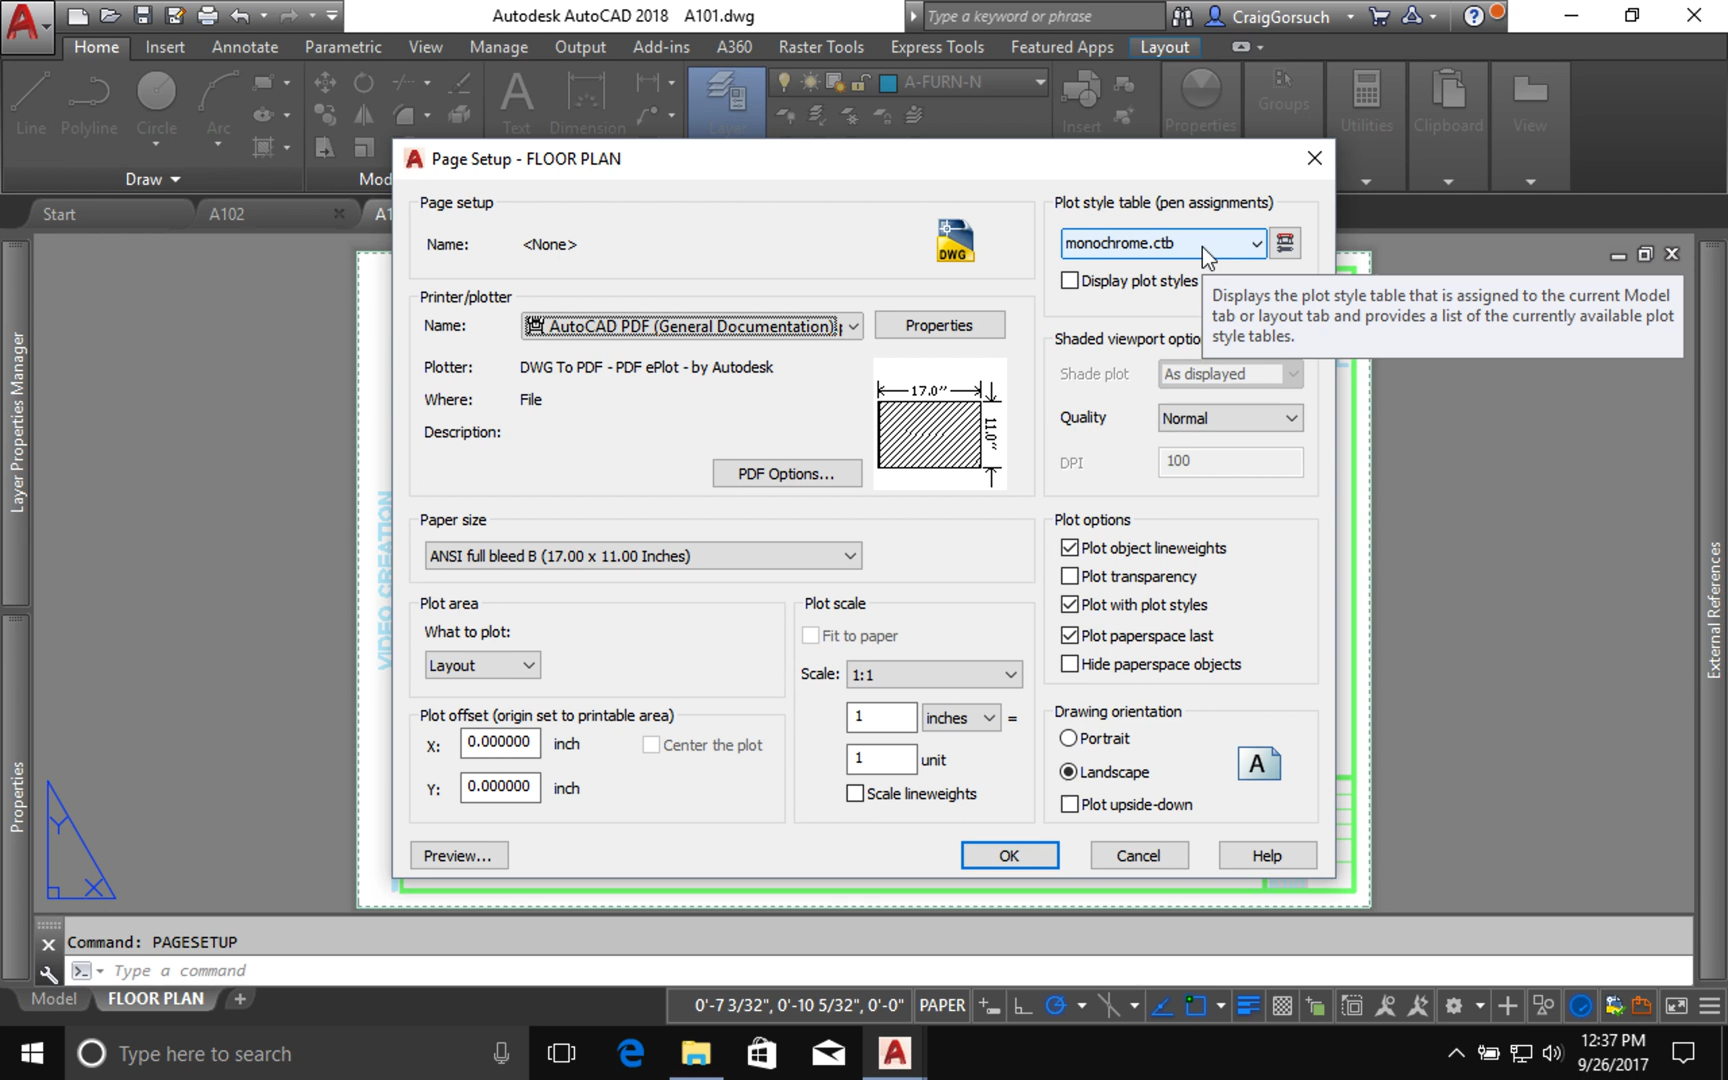 Autodesk AutoCAD 2018 A101.dwg
Type a keyword or phrase
CraigGorsuch
Home Insert Annotate Parametric View Manage Output Add-ins A360 Raster Tools Express Tools Featured Apps Layout
A-FURN-N
Line Polyline Circle Arc Text Dimension Layer Insert Properties Groups Utilities Clipboard View
Draw
Start A102
Page Setup - FLOOR PLAN
Page setup
Name: <None>
DWG
Printer/plotter
Name: AutoCAD PDF (General Documentation)
Properties
Plotter: DWG To PDF - PDF ePlot - by Autodesk
Where: File
Description:
PDF Options...
17.0''
11.0''
Paper size
ANSI full bleed B (17.00 x 11.00 Inches)
Plot area
What to plot:
Layout
Plot offset (origin set to printable area)
X: 0.000000 inch
Center the plot
Y: 0.000000 inch
Plot scale
Fit to paper
Scale: 1:1
1 inches =
1 unit
Scale lineweights
Plot style table (pen assignments)
monochrome.ctb
Display plot styles
Displays the plot style table that is assigned to the current Model
tab or layout tab and provides a list of the currently available plot
style tables.
Shade plot As displayed
Quality Normal
DPI 100
Plot options
Plot object lineweights
Plot transparency
Plot with plot styles
Plot paperspace last
Hide paperspace objects
Drawing orientation
Portrait
Landscape
A
Plot upside-down
Preview... OK Cancel Help
Layer Properties Manager
Properties
External References
VIDEO CREATION
Y
X
Command: PAGESETUP
Type a command
Model FLOOR PLAN
0'-7 3/32", 0'-10 5/32", 0'-0" PAPER
Type here to search
12:37 PM
9/26/2017